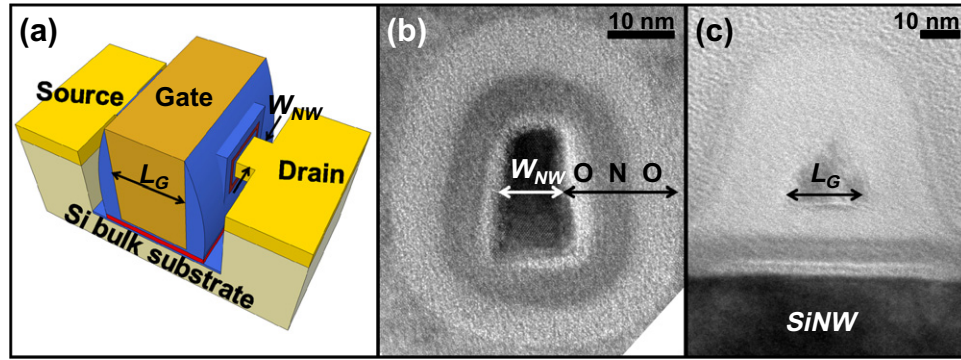 (a)
Source
Gate
W_NW
L_G
Drain
Si bulk substrate
(b)
10 nm
W_NW
O N O
(c)
10 nm
L_G
SiNW